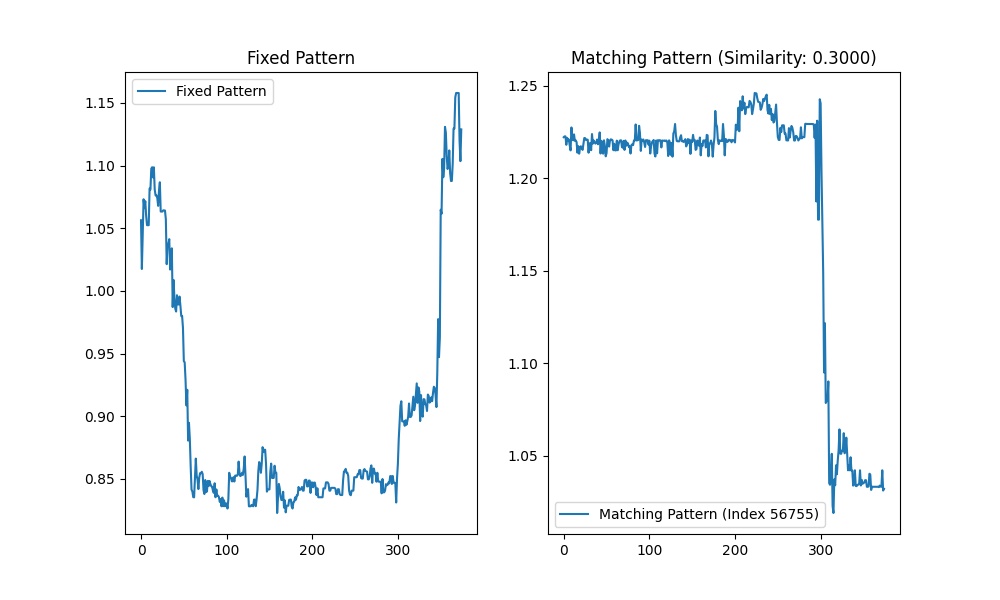 Fixed Pattern
Fixed Pattern
1.15
1.10
1.05
1.00
0.95
0.90
0.85
0 100 200 300
Matching Pattern (Similarity: 0.3000)
1.25
1.20
1.15
1.10
1.05
Matching Pattern (Index 56755)
0 100 200 300